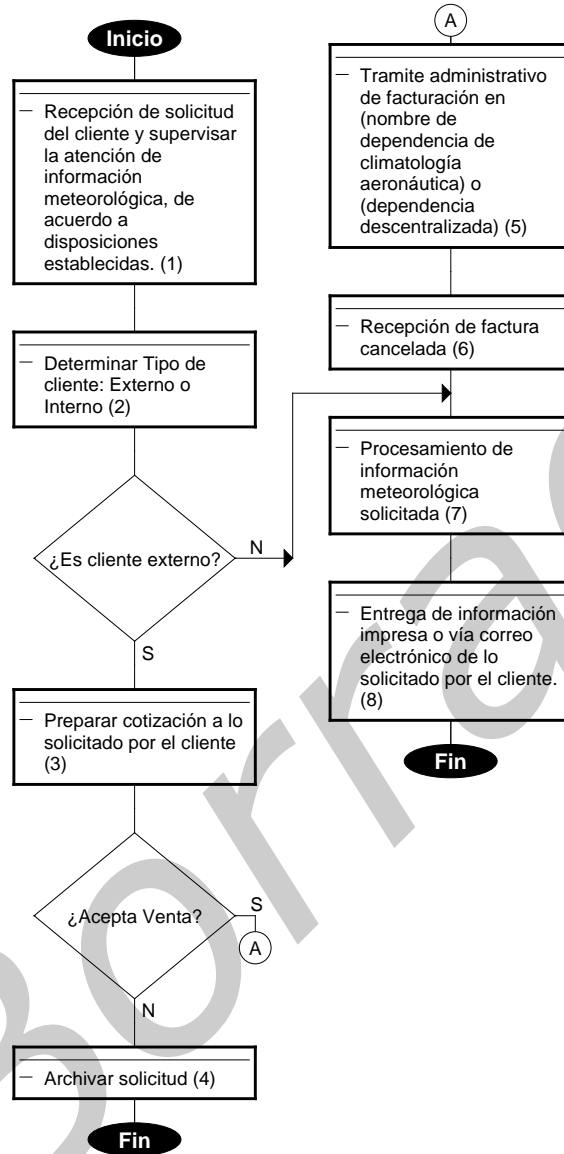 Inicio
— Recepción de solicitud
del cliente y supervisar
la atención de
información
meteorológica, de
acuerdo a
disposiciones
establecidas. (1)
— Determinar Tipo de
cliente: Externo o
Interno (2)
¿Es cliente externo?
N
S
— Preparar cotización a lo
solicitado por el cliente
(3)
¿Acepta Venta?
S
A
N
— Archivar solicitud (4)
Fin
A
— Tramite administrativo
de facturación en
(nombre de
dependencia de
climatología
aeronáutica) o
(dependencia
descentralizada) (5)
— Recepción de factura
cancelada (6)
— Procesamiento de
información
meteorológica
solicitada (7)
— Entrega de información
impresa o vía correo
electrónico de lo
solicitado por el cliente.
(8)
Fin